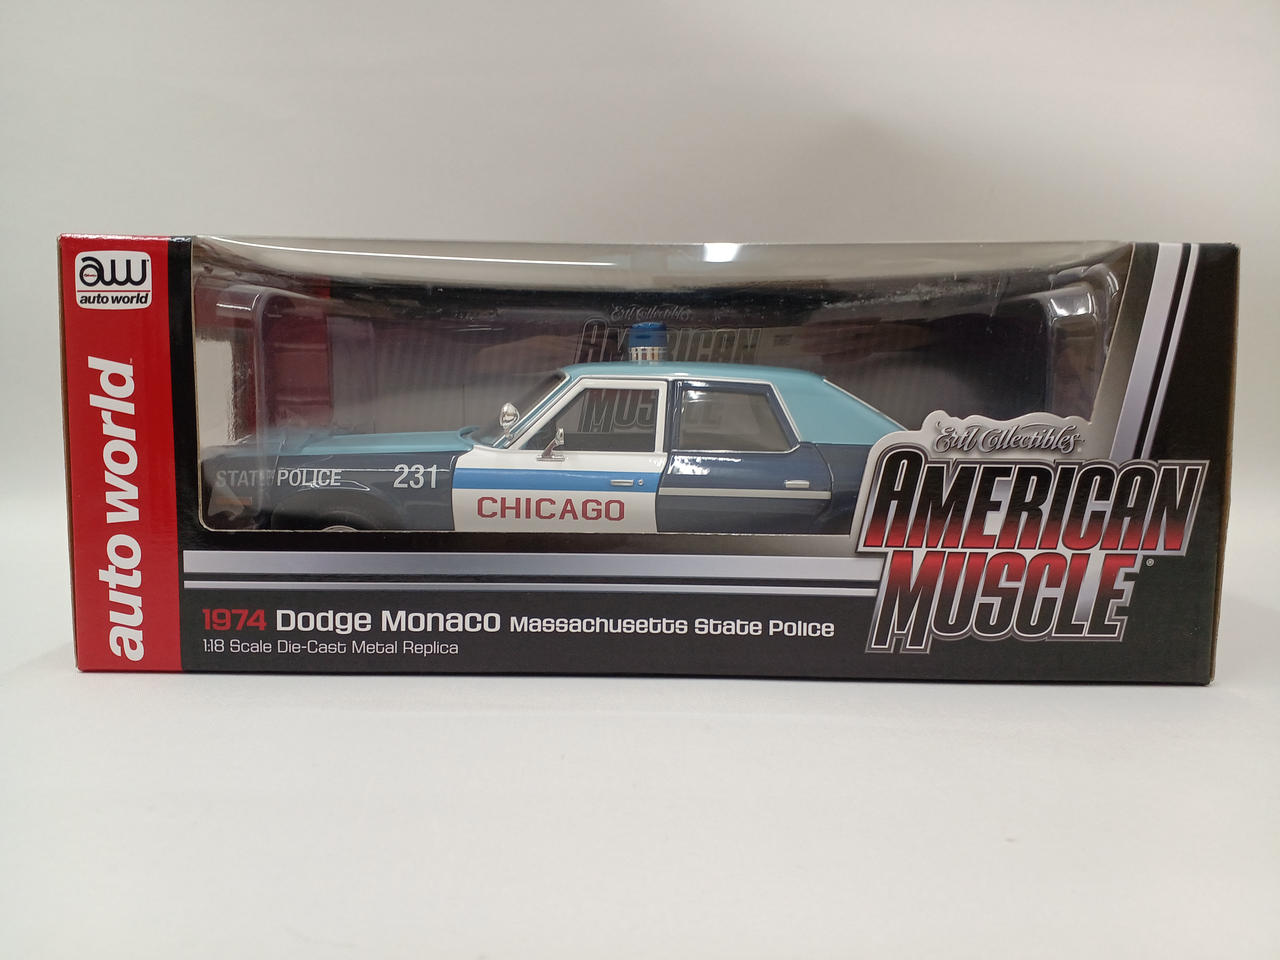 aw
auto world
auto world
Ertl Collectibles
AMERICAN
MUSCLE
STATE POLICE
231
CHICAGO
Ertl Collectibles®
AMERICAN
MUSCLE®
1974 Dodge Monaco Massachusetts State Police
1:18 Scale Die-Cast Metal Replica